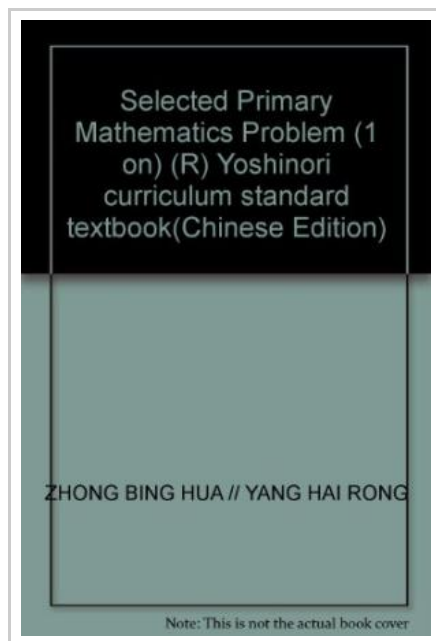 Selected Primary
Mathematics Problem (1
on) (R) Yoshinori
curriculum standard
textbook(Chinese Edition)
ZHONG BING HUA // YANG HAI RONG
Note: This is not the actual book cover